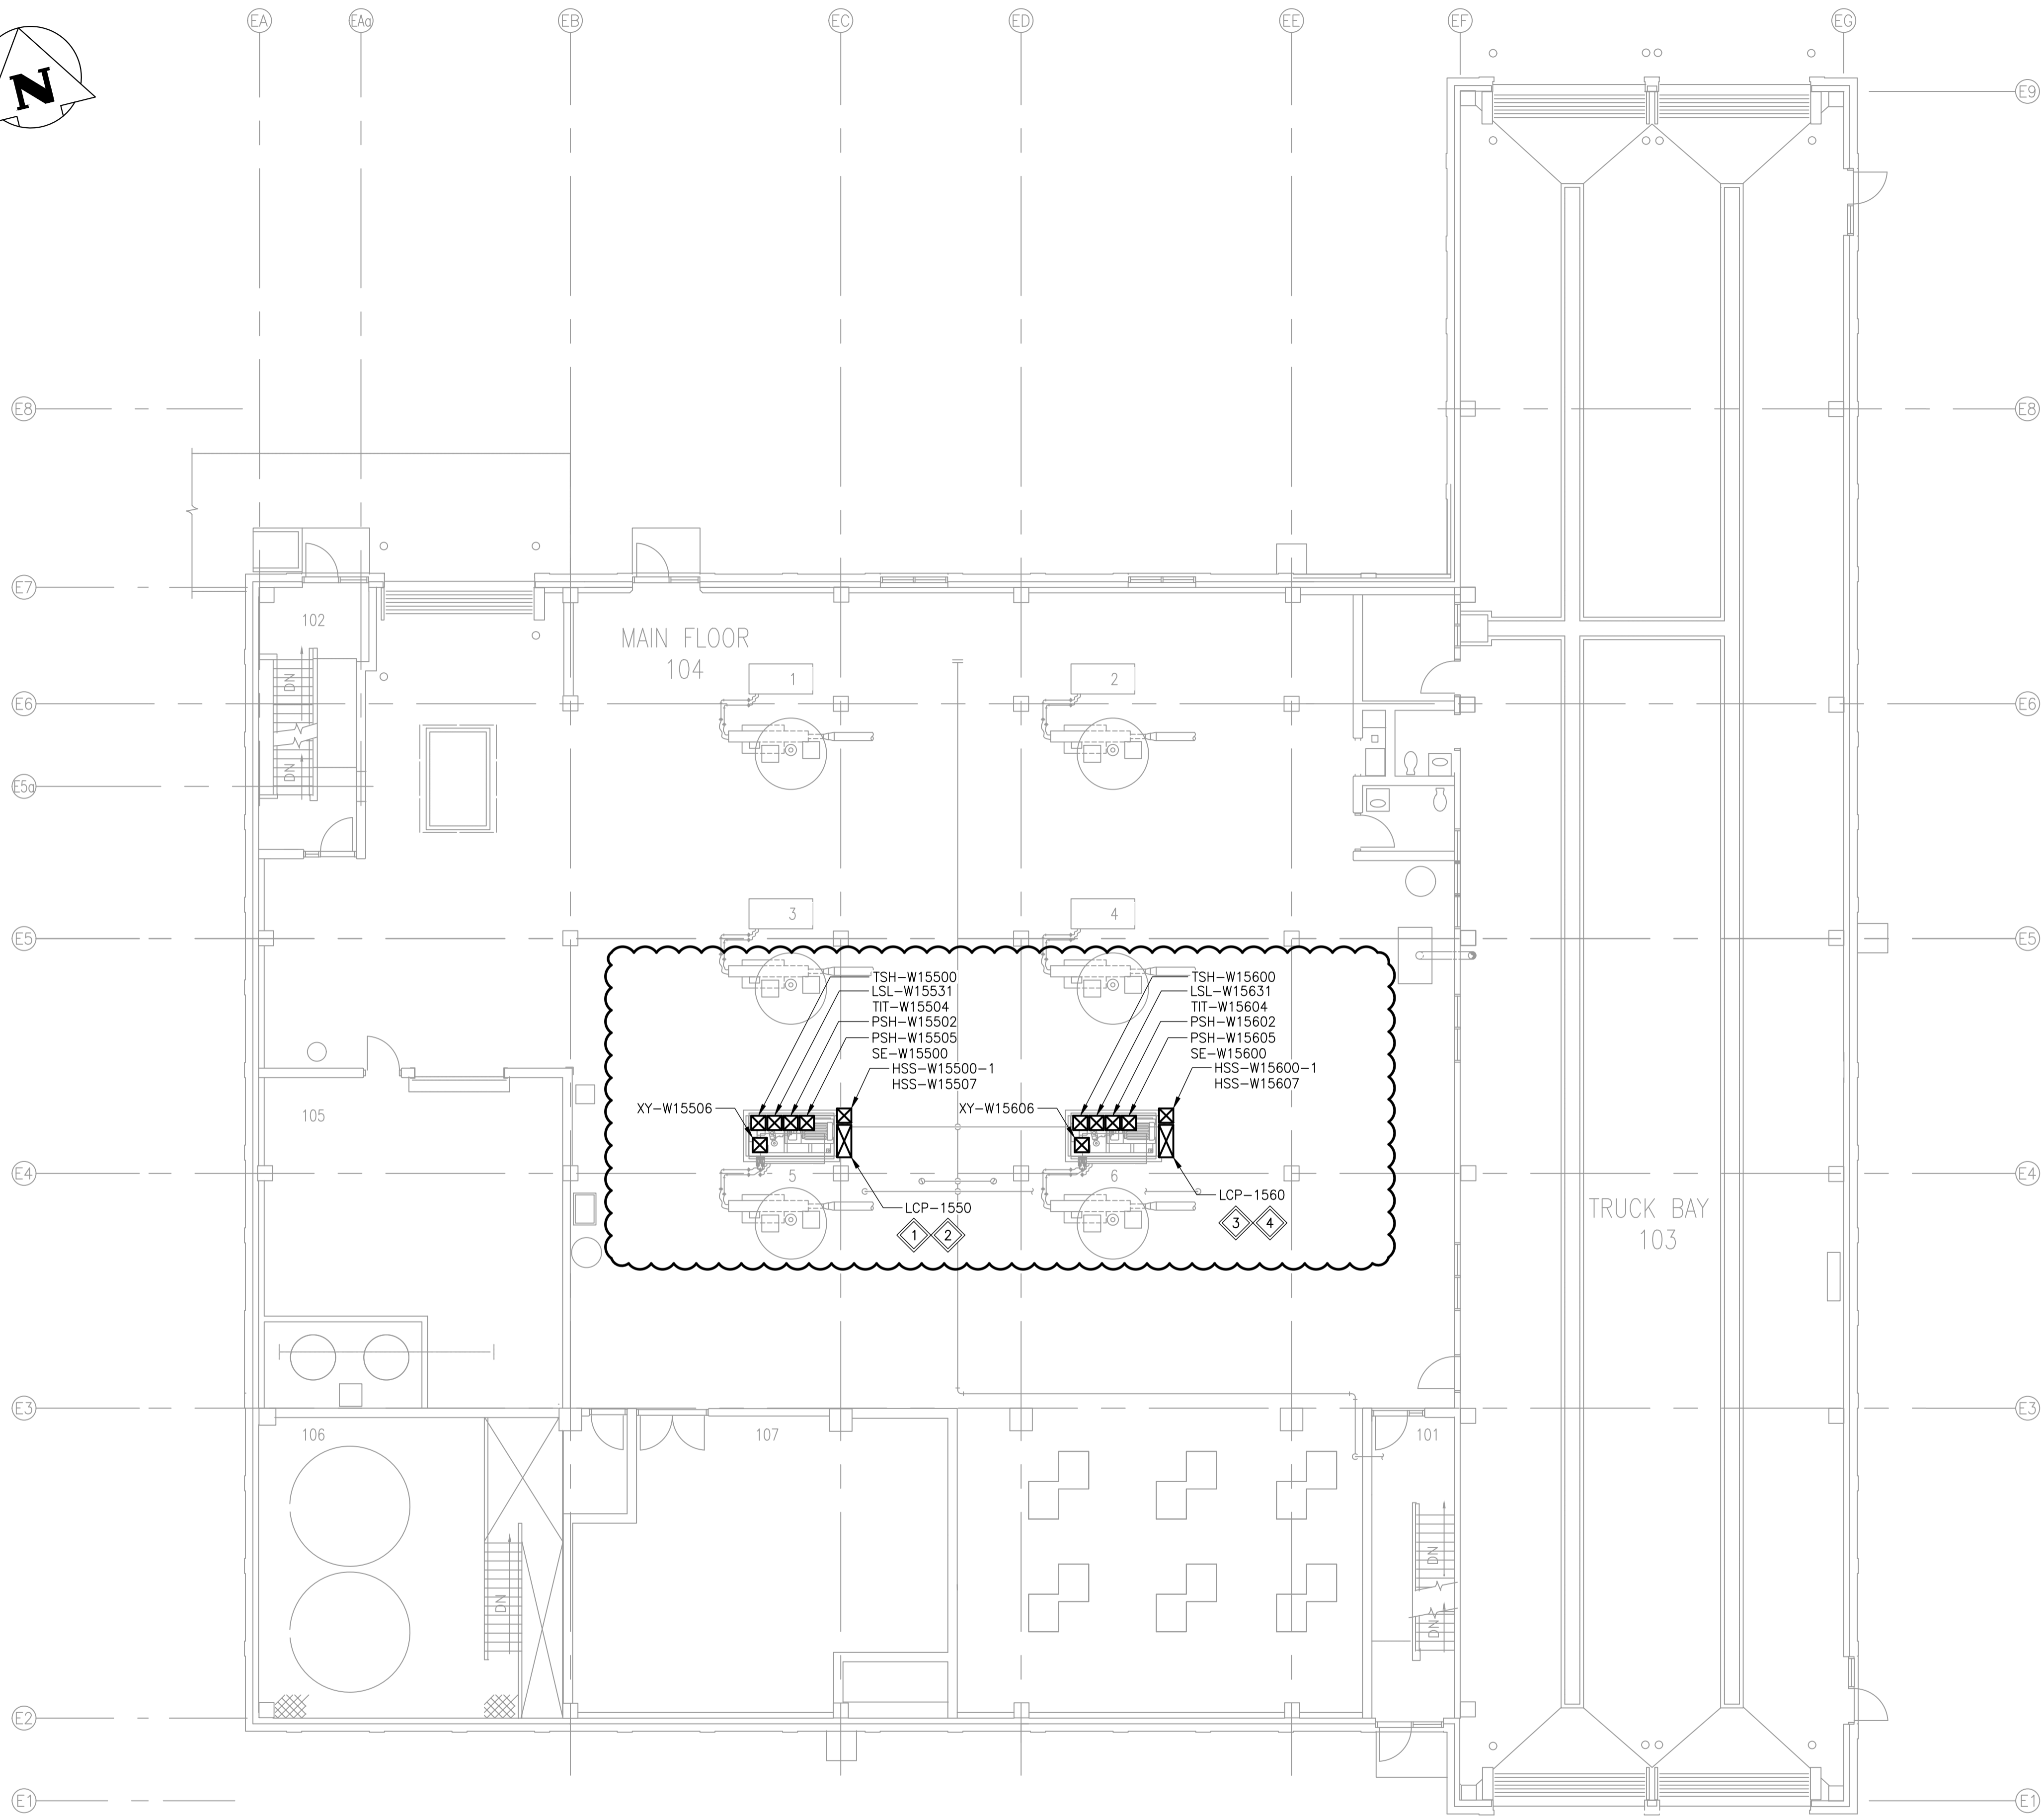 EA
EAa
EB
EC
ED
EE
EF
EG
N
E9
E8
E8
E7
102
MAIN FLOOR
104
1
2
DN
E6
E6
DN
E5a
3
4
E5
E5
TSH-W15500
LSL-W15531
TIT-W15504
PSH-W15502
PSH-W15505
SE-W15500
HSS-W15500-1
HSS-W15507
TSH-W15600
LSL-W15631
TIT-W15604
PSH-W15602
PSH-W15605
SE-W15600
HSS-W15600-1
HSS-W15607
XY-W15506
XY-W15606
105
E4
5
6
E4
LCP-1550
1
2
LCP-1560
3
4
TRUCK BAY
103
E3
E3
106
107
101
DN
DN
DN
E2
E2
E1
E1